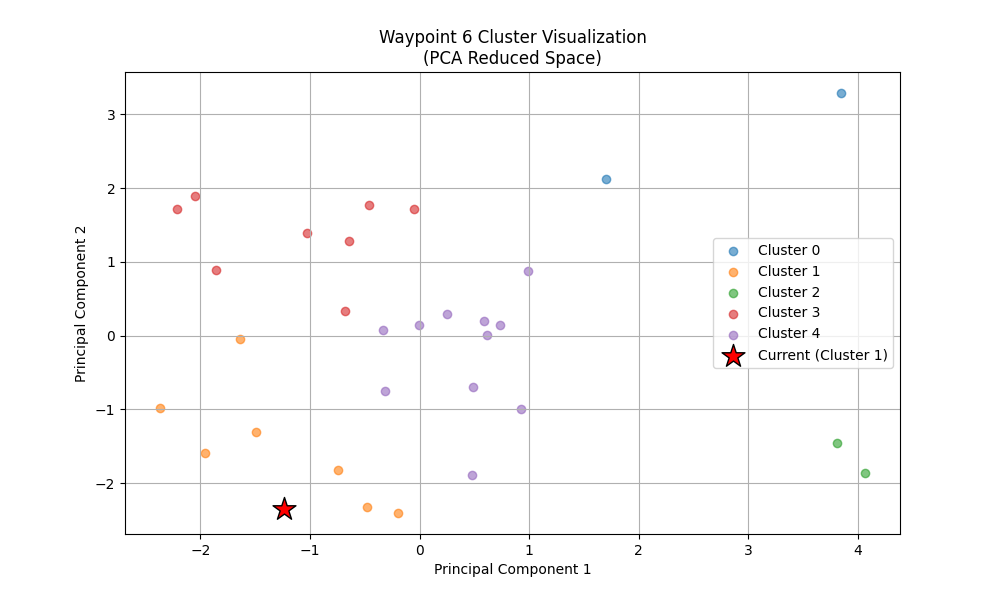 Waypoint 6 Cluster Visualization
(PCA Reduced Space)
Principal Component 2
3
2
1
0
−1
−2
Cluster 0
Cluster 1
Cluster 2
Cluster 3
Cluster 4
Current (Cluster 1)
−2 −1 0 1 2 3 4
Principal Component 1